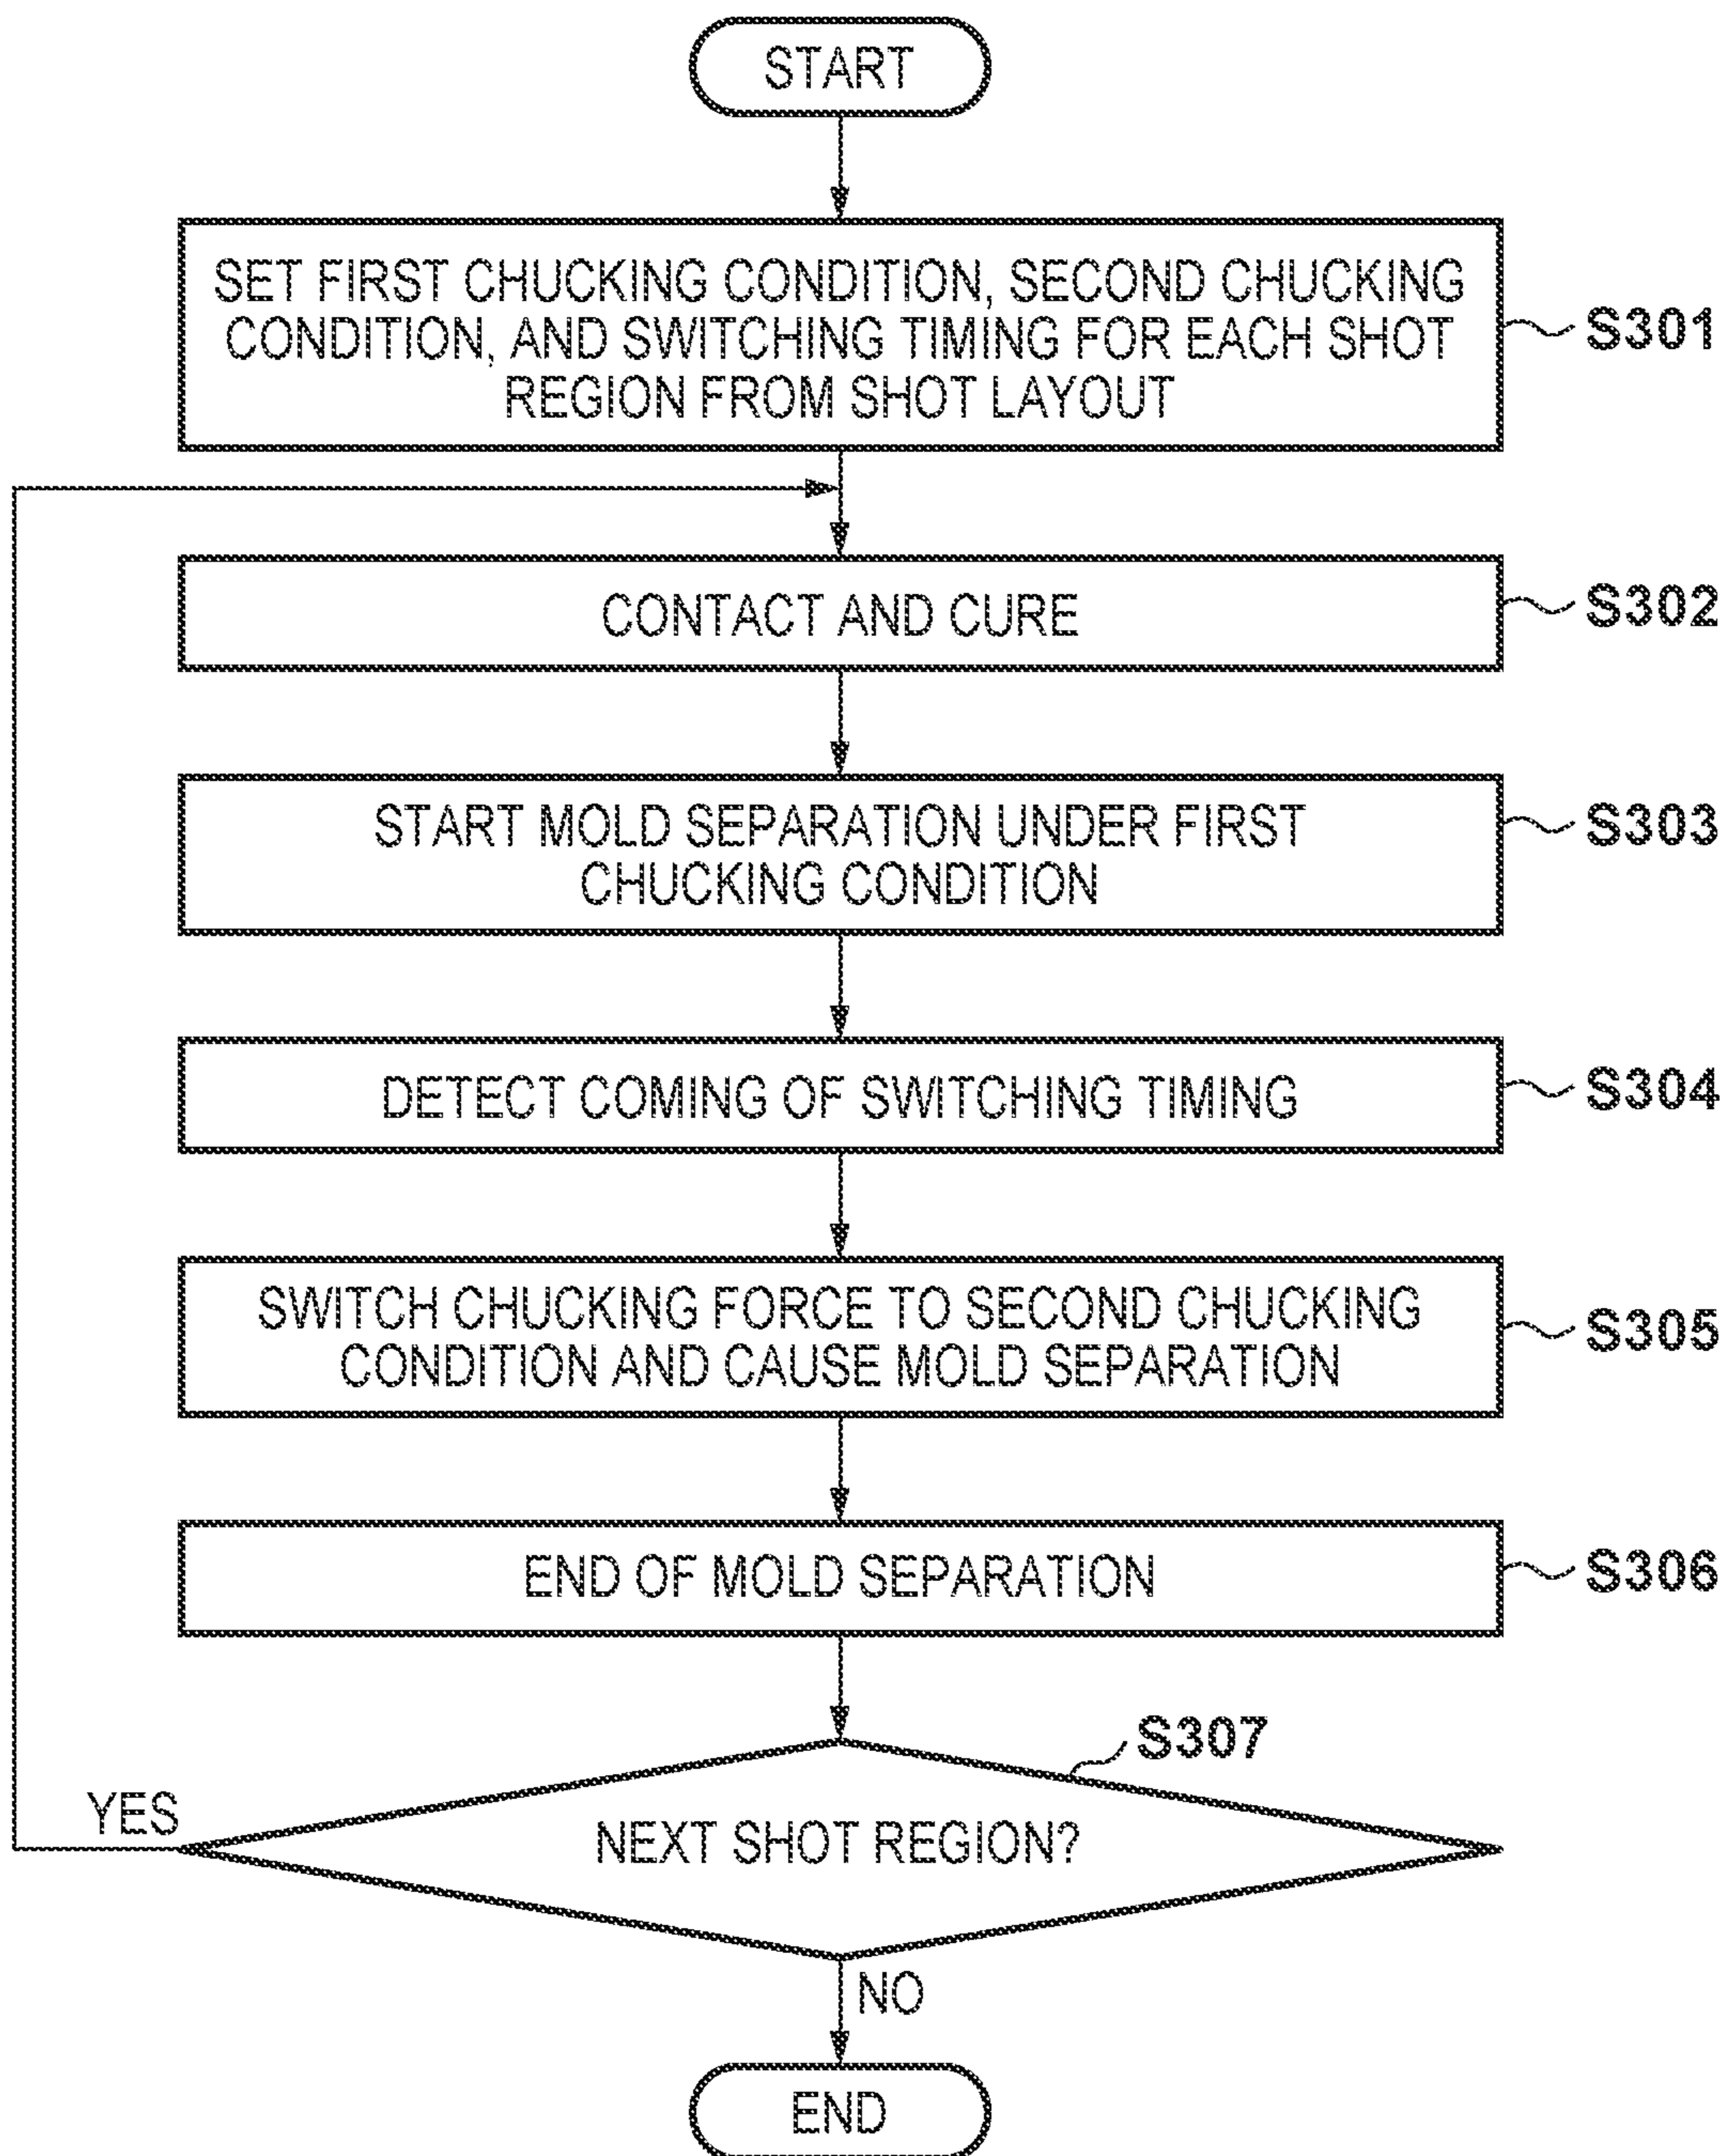 START
SET FIRST CHUCKING CONDITION, SECOND CHUCKING
CONDITION, AND SWITCHING TIMING FOR EACH SHOT
REGION FROM SHOT LAYOUT
S301
CONTACT AND CURE
S302
START MOLD SEPARATION UNDER FIRST
CHUCKING CONDITION
S303
DETECT COMING OF SWITCHING TIMING
S304
SWITCH CHUCKING FORCE TO SECOND CHUCKING
CONDITION AND CAUSE MOLD SEPARATION
S305
END OF MOLD SEPARATION
S306
S307
YES
NEXT SHOT REGION?
NO
END